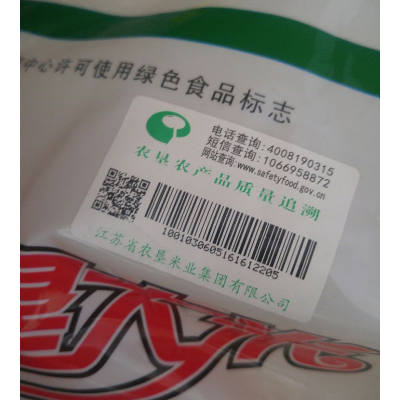 中心许可使用绿色食品标志
电话查询:4008190315
短信查询:1066958872
网站查询:www.safetyfood.gov.cn
农垦农产品质量追溯
1001030605161612205
江苏省农垦米业集团有限公司